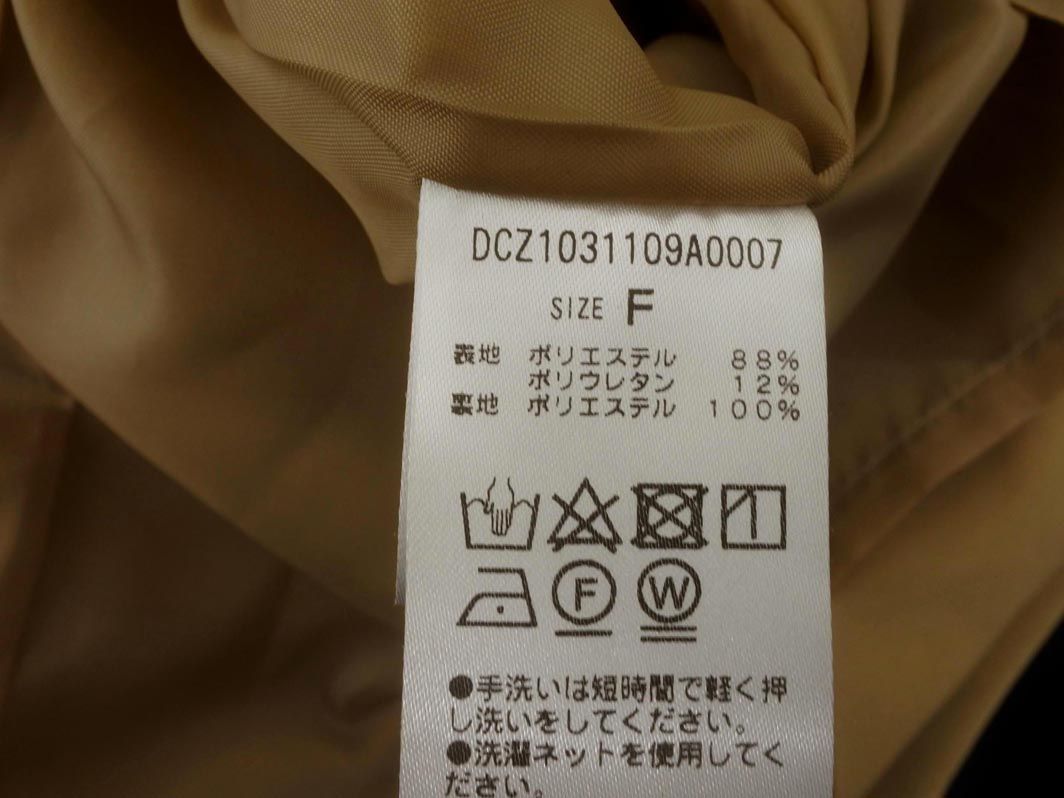 DCZ1031109A0007
SIZE F
表地 ポリエステル 88%
ポリウレタン 12%
裏地 ポリエステル 100%
F W
●手洗いは短時間で軽く押
し洗いをしてください。
●洗濯ネットを使用してく
ださい。